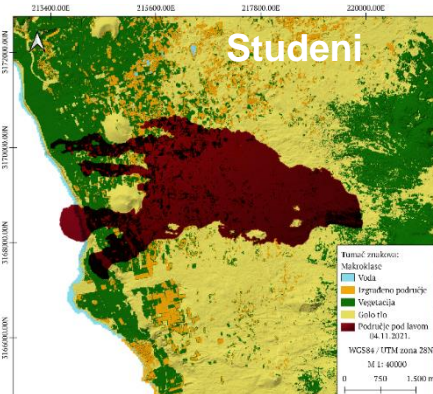 213400.00E
215600.00E
217800.00E
220000.00E
Studeni
3172000.00N
3170000.00N
3168000.00N
3166000.00N
Tumač znakova:
Makroklase
Voda
Izgrađeno područje
Vegetacija
Golo tlo
Područje pod lavom
04.11.2021.
WGS84 / UTM zona 28N
M 1: 40000
0 750 1.500 m